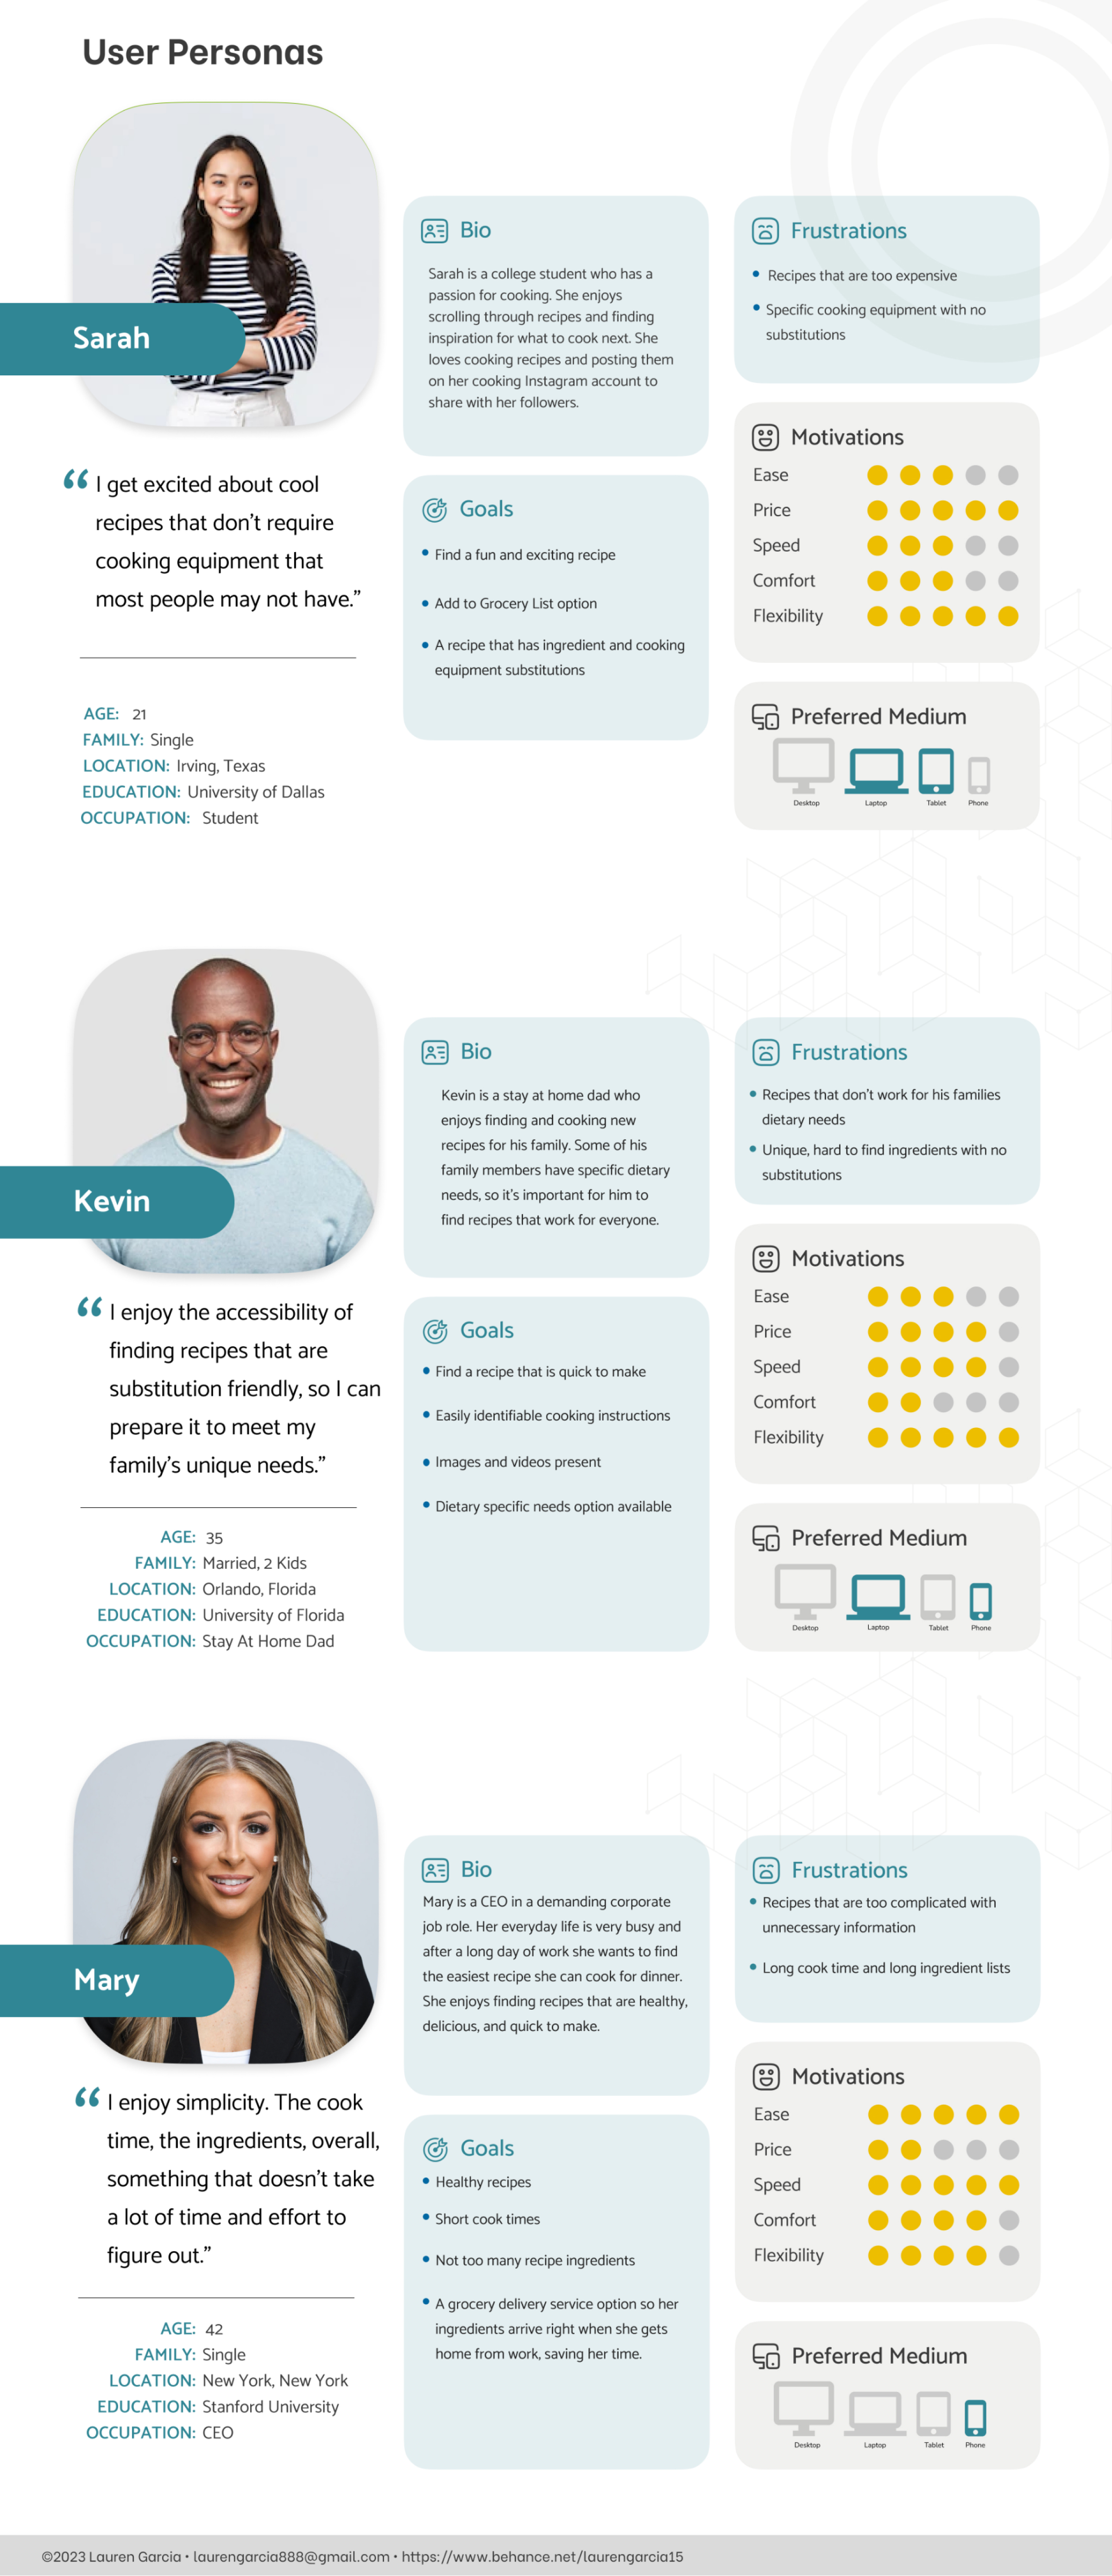 User Personas
Sarah
“ I get excited about cool
recipes that don’t require
cooking equipment that
most people may not have.”
AGE: 21
FAMILY: Single
LOCATION: Irving, Texas
EDUCATION: University of Dallas
OCCUPATION: Student
Bio
Sarah is a college student who has a
passion for cooking. She enjoys
scrolling through recipes and finding
inspiration for what to cook next. She
loves cooking recipes and posting them
on her cooking Instagram account to
share with her followers.
Goals
• Find a fun and exciting recipe
• Add to Grocery List option
• A recipe that has ingredient and cooking
equipment substitutions
Frustrations
• Recipes that are too expensive
• Specific cooking equipment with no
substitutions
Motivations
Ease
Price
Speed
Comfort
Flexibility
Preferred Medium
Desktop Laptop Tablet Phone
Kevin
“ I enjoy the accessibility of
finding recipes that are
substitution friendly, so I can
prepare it to meet my
family’s unique needs.”
AGE: 35
FAMILY: Married, 2 Kids
LOCATION: Orlando, Florida
EDUCATION: University of Florida
OCCUPATION: Stay At Home Dad
Bio
Kevin is a stay at home dad who
enjoys finding and cooking new
recipes for his family. Some of his
family members have specific dietary
needs, so it’s important for him to
find recipes that work for everyone.
Goals
• Find a recipe that is quick to make
• Easily identifiable cooking instructions
• Images and videos present
• Dietary specific needs option available
Frustrations
• Recipes that don’t work for his families
dietary needs
• Unique, hard to find ingredients with no
substitutions
Motivations
Ease
Price
Speed
Comfort
Flexibility
Preferred Medium
Desktop Laptop Tablet Phone
Mary
“ I enjoy simplicity. The cook
time, the ingredients, overall,
something that doesn’t take
a lot of time and effort to
figure out.”
AGE: 42
FAMILY: Single
LOCATION: New York, New York
EDUCATION: Stanford University
OCCUPATION: CEO
Bio
Mary is a CEO in a demanding corporate
job role. Her everyday life is very busy and
after a long day of work she wants to find
the easiest recipe she can cook for dinner.
She enjoys finding recipes that are healthy,
delicious, and quick to make.
Goals
• Healthy recipes
• Short cook times
• Not too many recipe ingredients
• A grocery delivery service option so her
ingredients arrive right when she gets
home from work, saving her time.
Frustrations
• Recipes that are too complicated with
unnecessary information
• Long cook time and long ingredient lists
Motivations
Ease
Price
Speed
Comfort
Flexibility
Preferred Medium
Desktop Laptop Tablet Phone
©2023 Lauren Garcia • laurengarcia888@gmail.com • https://www.behance.net/laurengarcia15